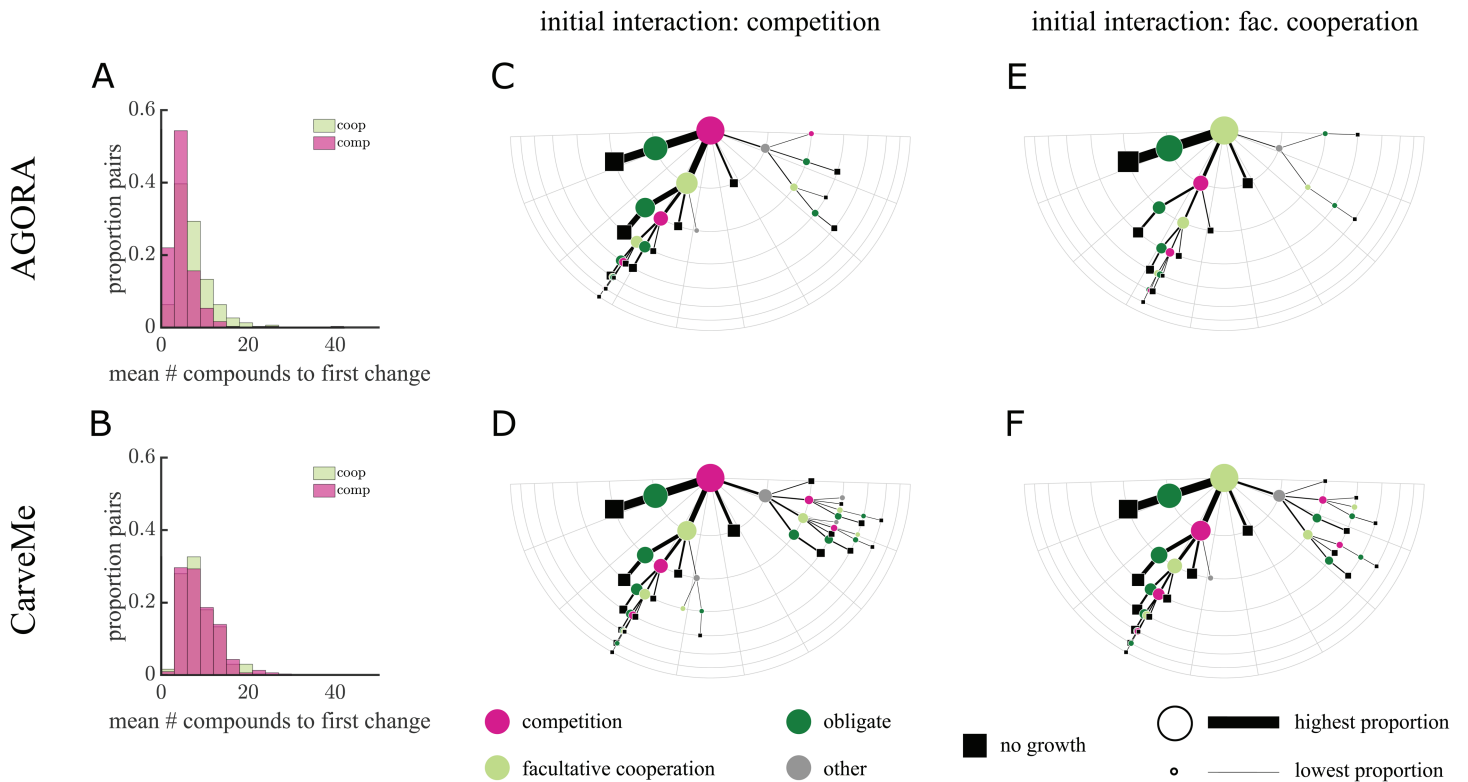 initial interaction: competition
initial interaction: fac. cooperation
A
C
E
AGORA
proportion pairs
0.6
0.4
0.2
0
coop
comp
0
20
40
mean # compounds to first change
B
D
F
CarveMe
proportion pairs
0.6
0.4
0.2
0
coop
comp
0
20
40
mean # compounds to first change
competition
obligate
no growth
highest proportion
facultative cooperation
other
lowest proportion